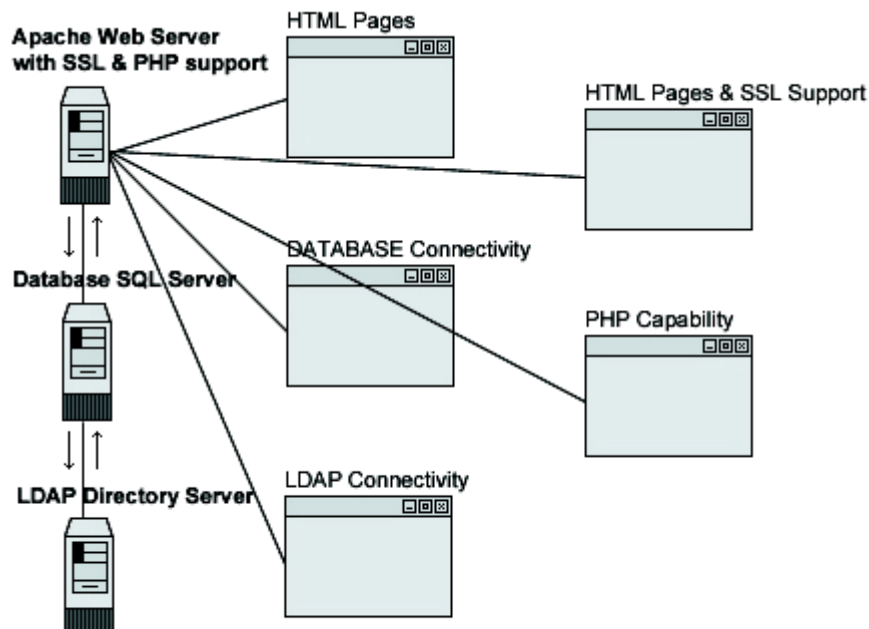 HTML Pages
Apache Web Server
with SSL & PHP support
HTML Pages & SSL Support
DATABASE Connectivity
Database SQL Server
PHP Capability
LDAP Connectivity
LDAP Directory Server